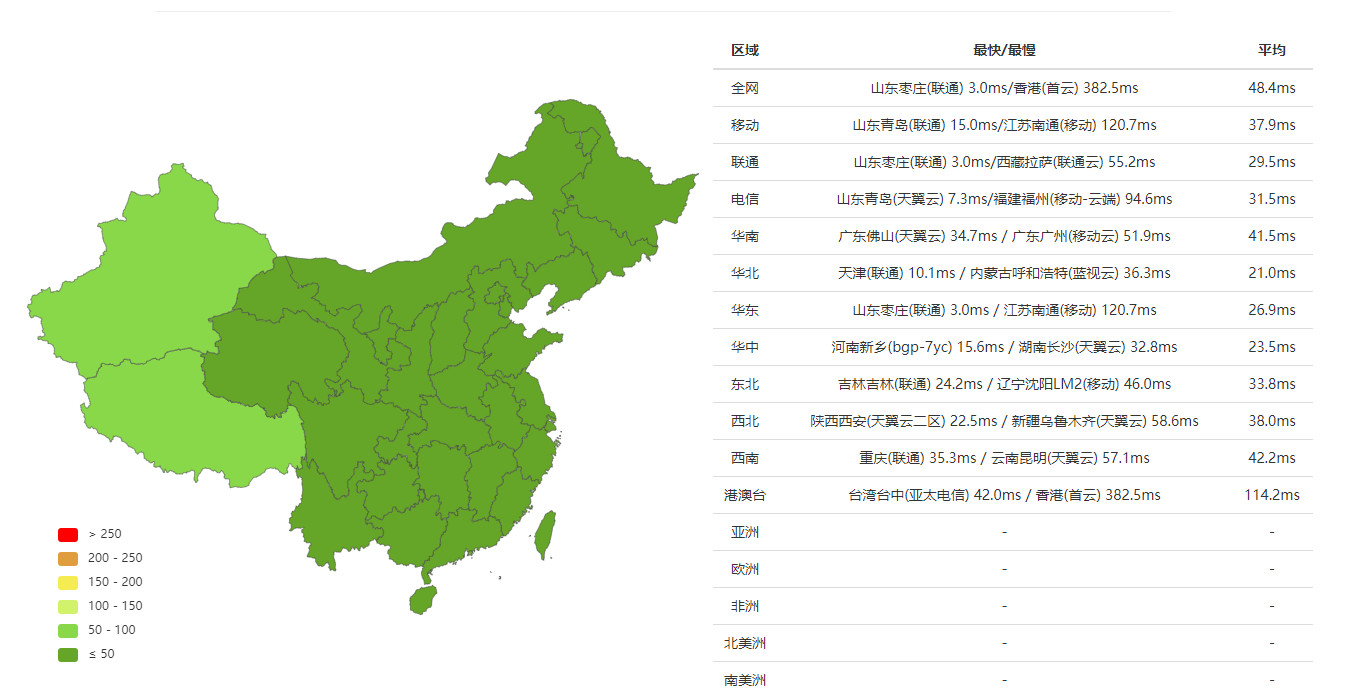 区域 最快/最慢 平均
全网 山东枣庄(联通) 3.0ms/香港(首云) 382.5ms 48.4ms
移动 山东青岛(联通) 15.0ms/江苏南通(移动) 120.7ms 37.9ms
联通 山东枣庄(联通) 3.0ms/西藏拉萨(联通云) 55.2ms 29.5ms
电信 山东青岛(天翼云) 7.3ms/福建福州(移动-云端) 94.6ms 31.5ms
华南 广东佛山(天翼云) 34.7ms / 广东广州(移动云) 51.9ms 41.5ms
华北 天津(联通) 10.1ms / 内蒙古呼和浩特(蓝视云) 36.3ms 21.0ms
华东 山东枣庄(联通) 3.0ms / 江苏南通(移动) 120.7ms 26.9ms
华中 河南新乡(bgp-7yc) 15.6ms / 湖南长沙(天翼云) 32.8ms 23.5ms
东北 吉林吉林(联通) 24.2ms / 辽宁沈阳LM2(移动) 46.0ms 33.8ms
西北 陕西西安(天翼云二区) 22.5ms / 新疆乌鲁木齐(天翼云) 58.6ms 38.0ms
西南 重庆(联通) 35.3ms / 云南昆明(天翼云) 57.1ms 42.2ms
港澳台 台湾台中(亚太电信) 42.0ms / 香港(首云) 382.5ms 114.2ms
亚洲 - -
欧洲 - -
非洲 - -
北美洲 - -
南美洲 - -
> 250
200 - 250
150 - 200
100 - 150
50 - 100
≤ 50